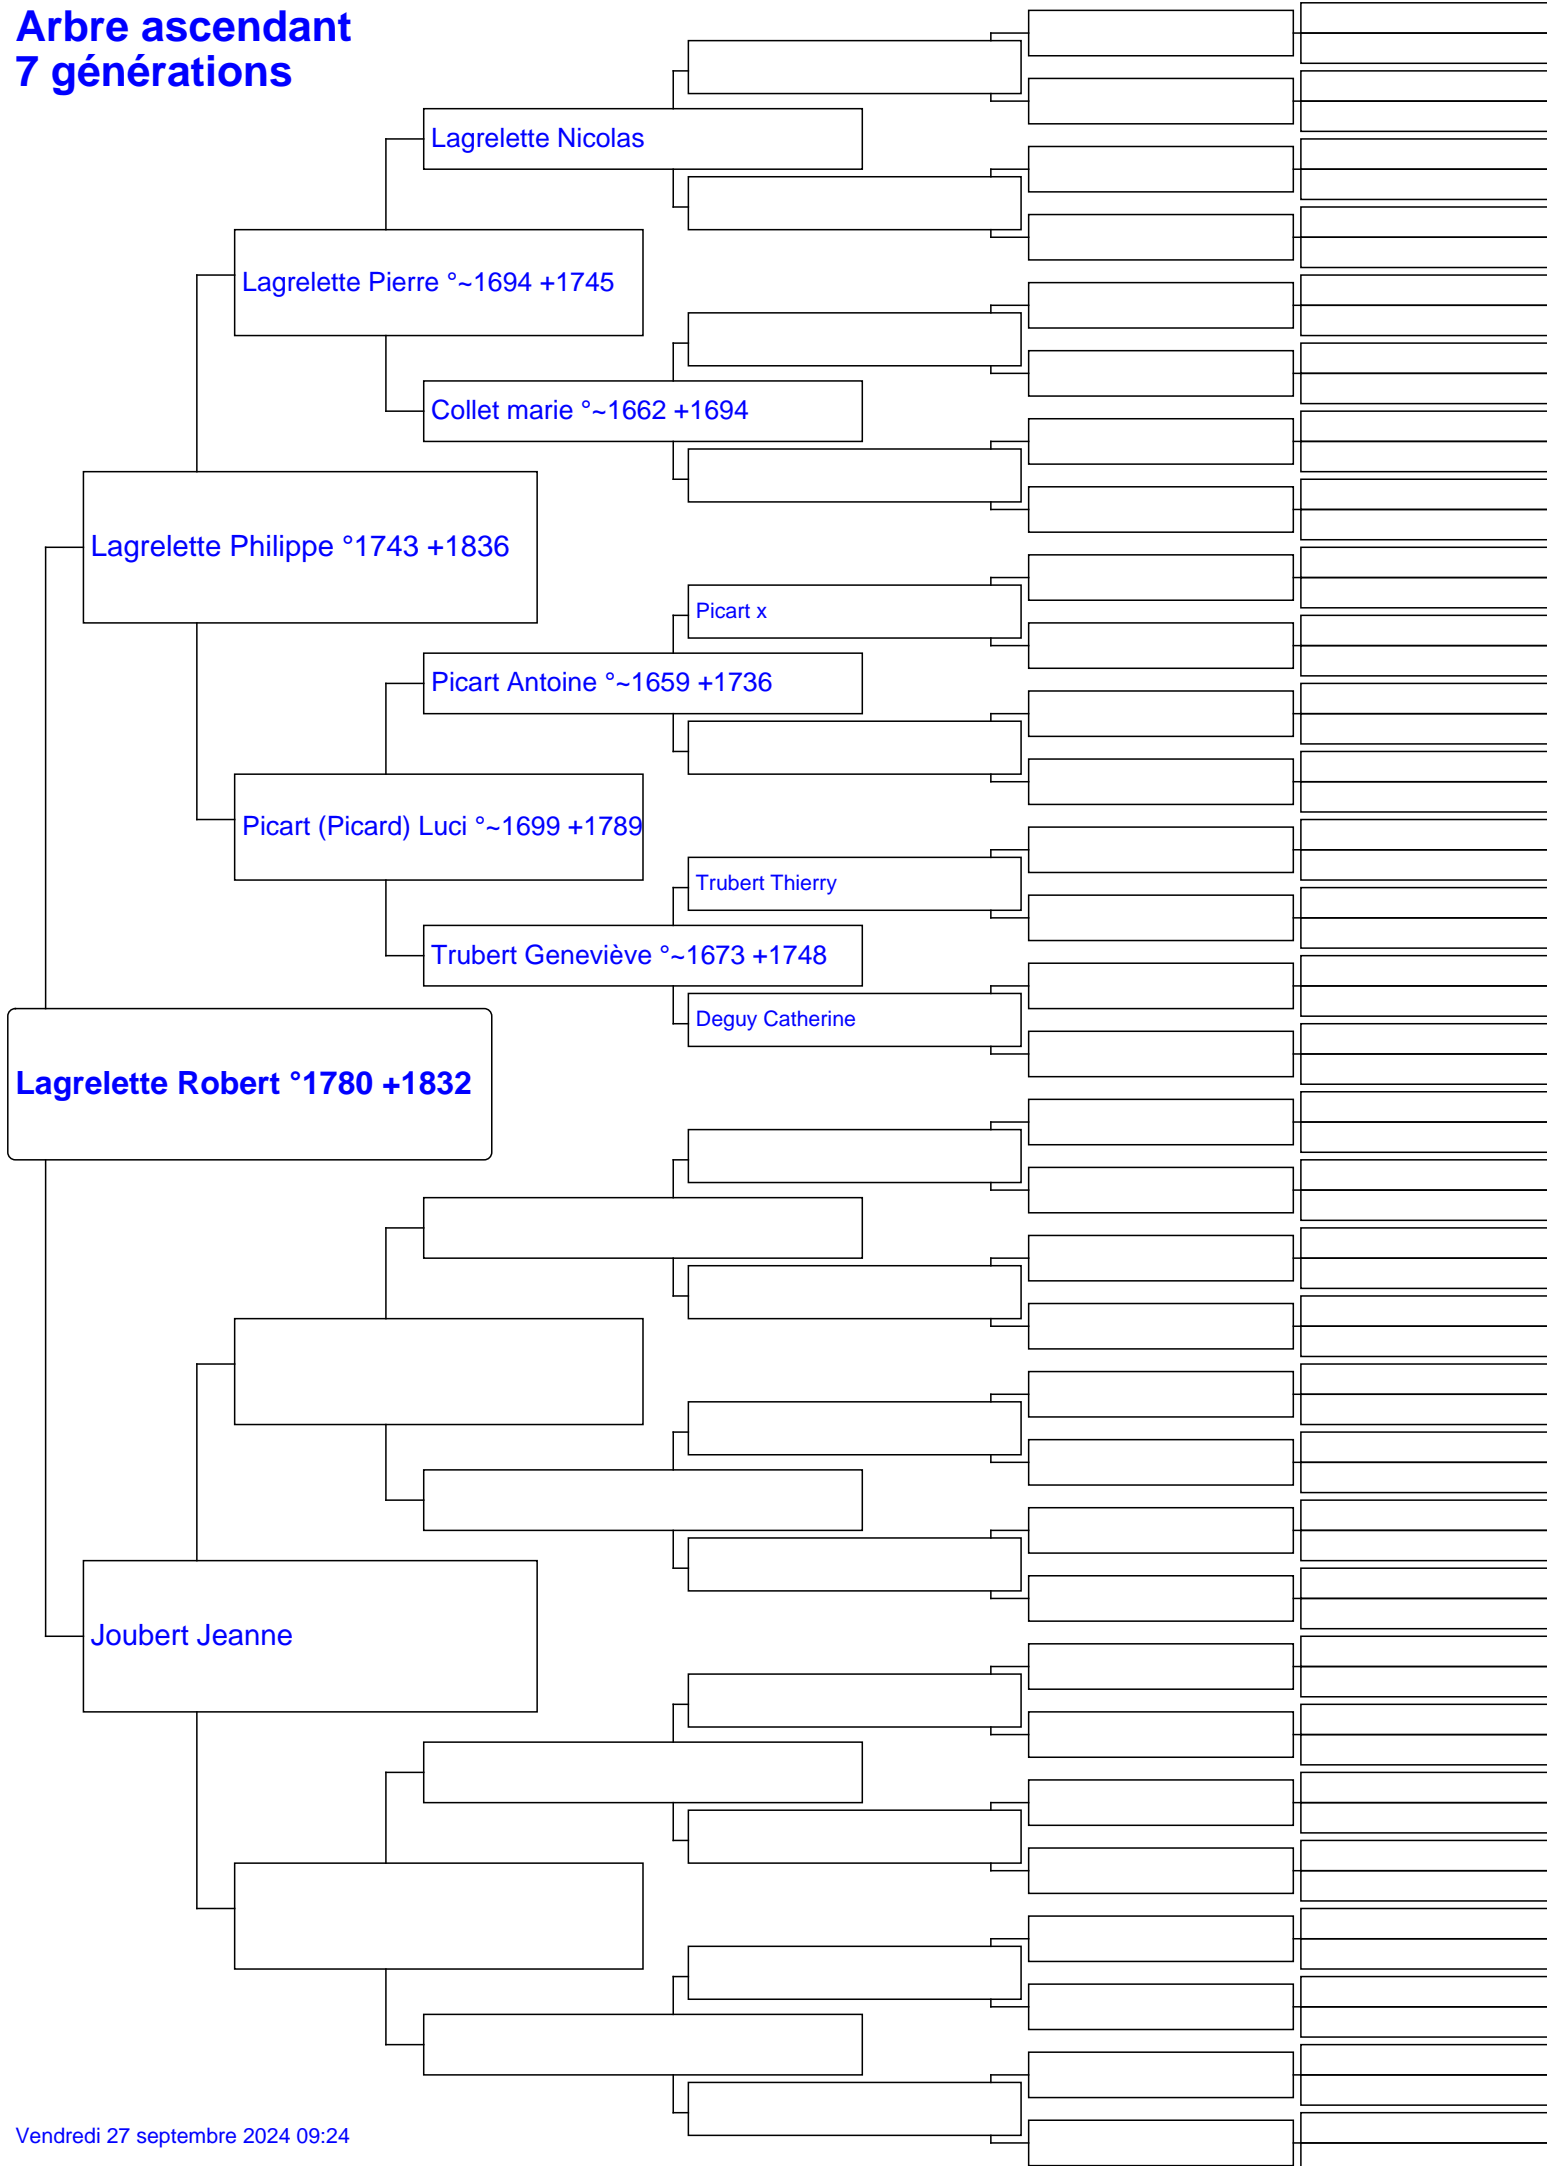 Arbre ascendant
7 générations
Lagrelette Nicolas
Lagrelette Pierre °~1694 +1745
Collet marie °~1662 +1694
Lagrelette Philippe °1743 +1836
Picart x
Picart Antoine °~1659 +1736
Picart (Picard) Luci °~1699 +1789
Trubert Thierry
Trubert Geneviève °~1673 +1748
Deguy Catherine
Lagrelette Robert °1780 +1832
Joubert Jeanne
Vendredi 27 septembre 2024 09:24